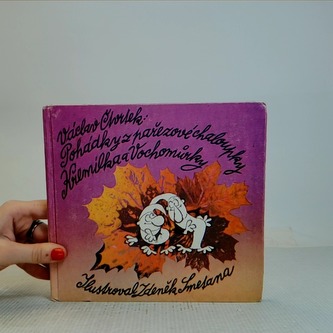 Václav Čtvrtek:
Pohádky z pařezové chaloupky
Křemílka a Vochomůrky
Ilustroval Zdeněk Smetana